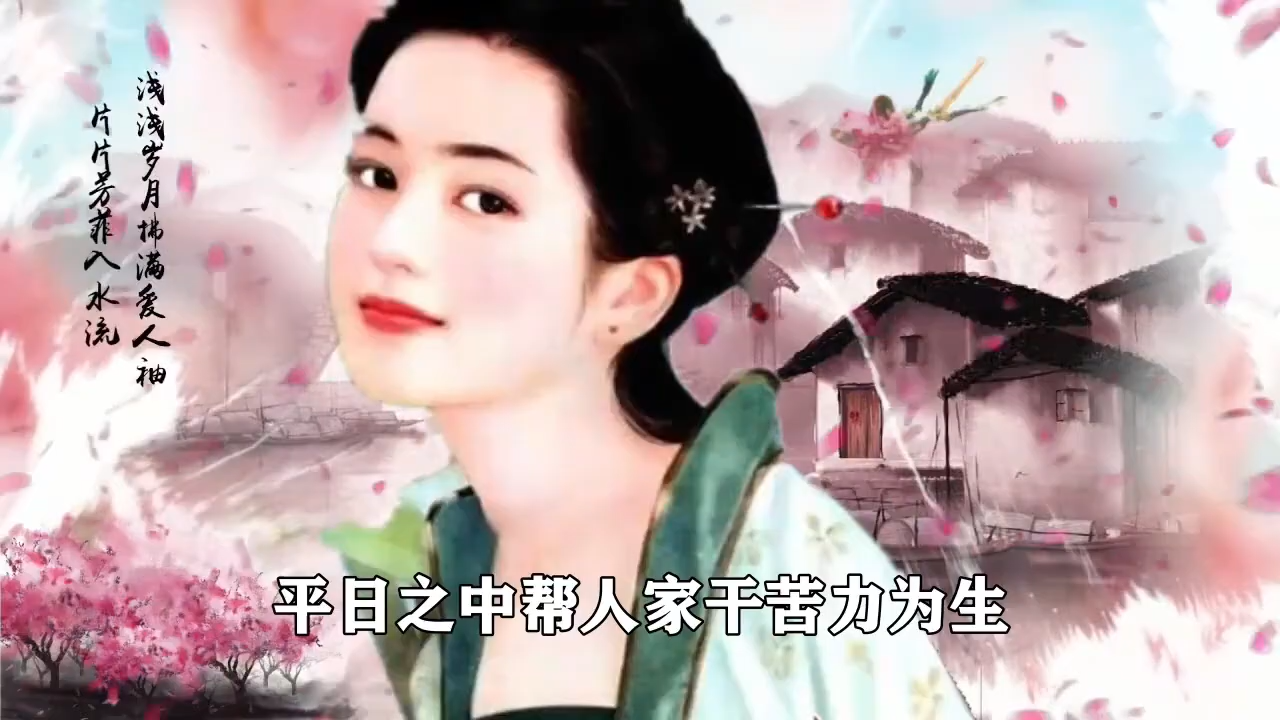 浅浅岁月拂满爱人袖
片片芳菲入水流
平日之中帮人家干苦力为生